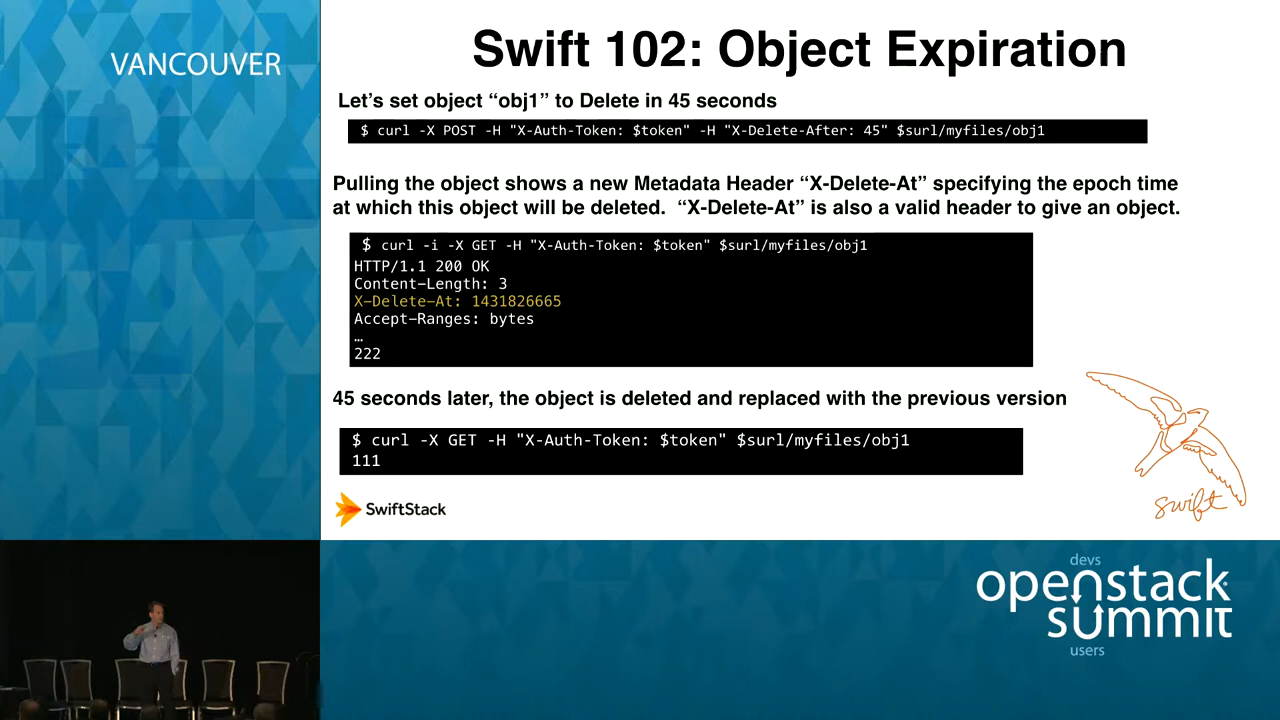 VANCOUVER
Swift 102: Object Expiration
Let's set object “obj1” to Delete in 45 seconds
$ curl -X POST -H "X-Auth-Token: $token" -H "X-Delete-After: 45" $surl/myfiles/obj1
Pulling the object shows a new Metadata Header “X-Delete-At” specifying the epoch time
at which this object will be deleted.  “X-Delete-At” is also a valid header to give an object.
$ curl -i -X GET -H "X-Auth-Token: $token" $surl/myfiles/obj1
HTTP/1.1 200 OK
Content-Length: 3
X-Delete-At: 1431826665
Accept-Ranges: bytes
…
222
45 seconds later, the object is deleted and replaced with the previous version
$ curl -X GET -H "X-Auth-Token: $token" $surl/myfiles/obj1
111
SwiftStack
swift
devs
openstack
summit
users